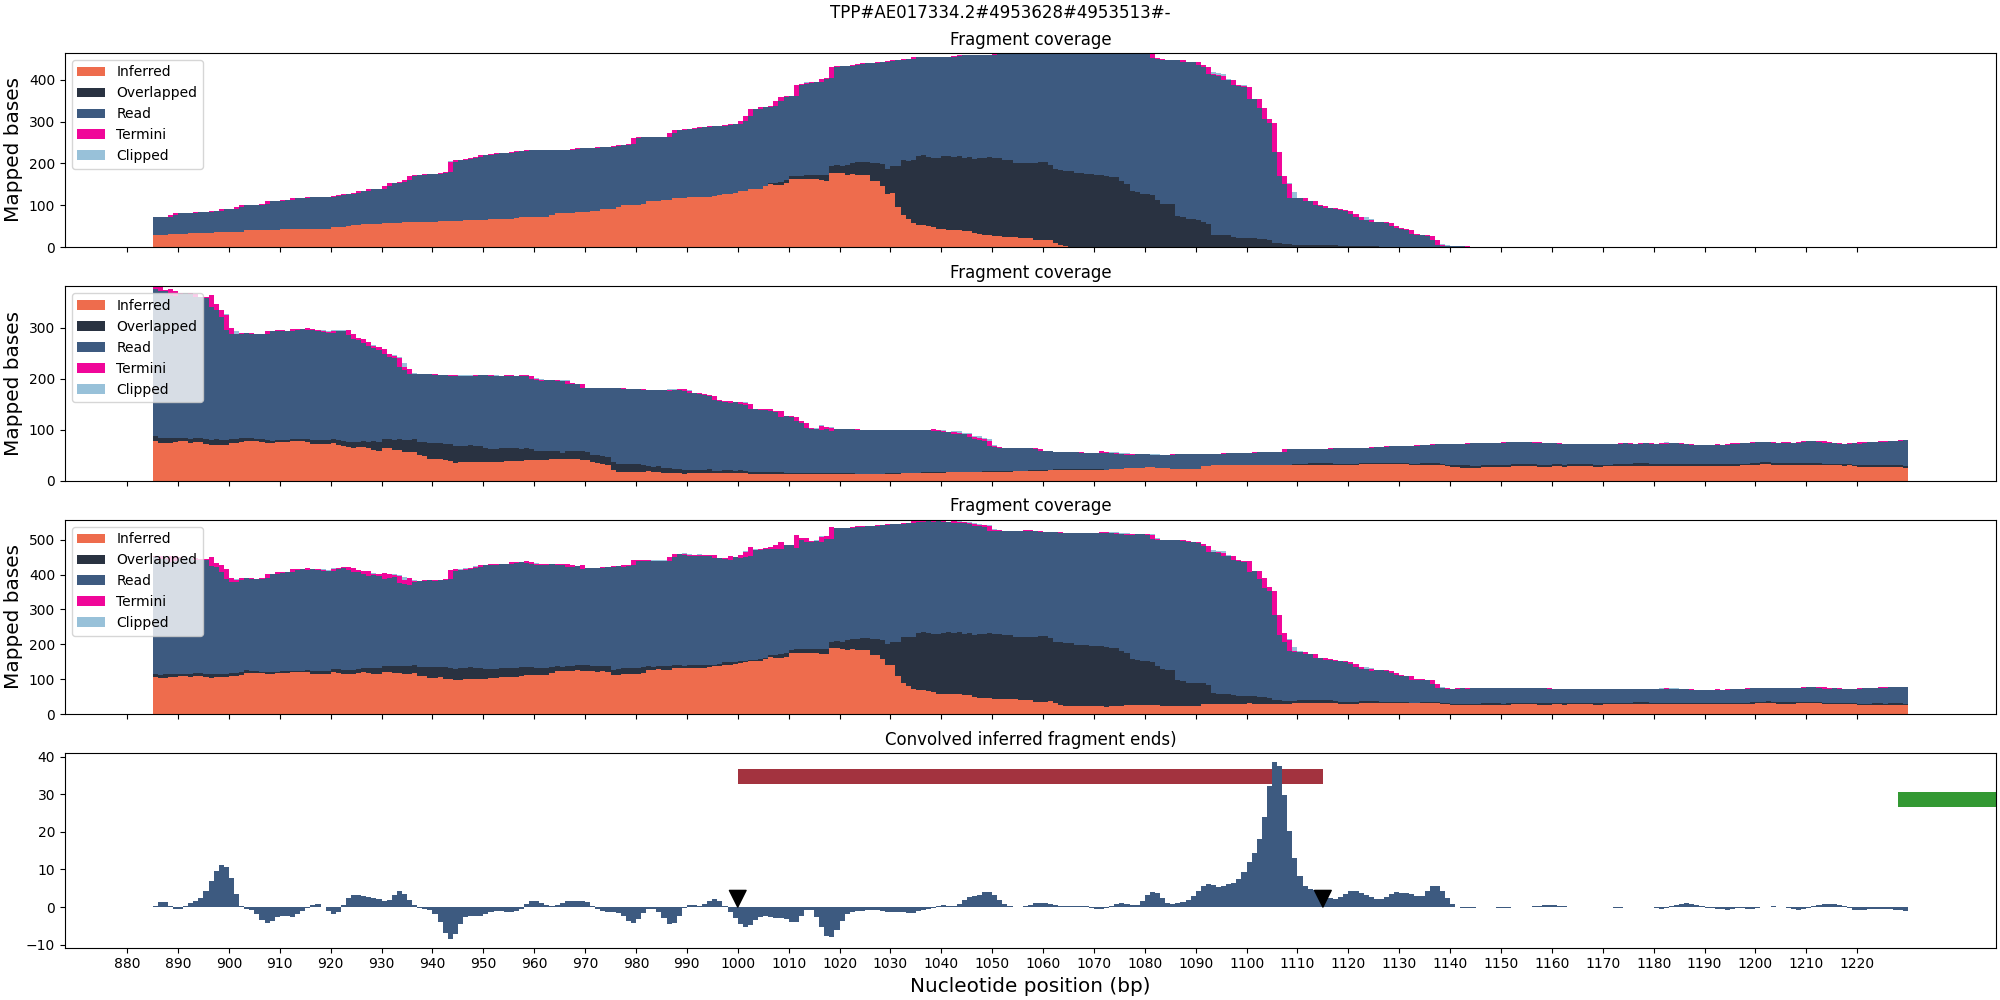 TPP#AE017334.2#4953628#4953513#-
Fragment coverage
Mapped bases
400
300
200
100
0
Inferred
Overlapped
Read
Termini
Clipped
Fragment coverage
Mapped bases
300
200
100
0
Inferred
Overlapped
Read
Termini
Clipped
Fragment coverage
Mapped bases
500
400
300
200
100
0
Inferred
Overlapped
Read
Termini
Clipped
Convolved inferred fragment ends)
40
30
20
10
0
−10
880 890 900 910 920 930 940 950 960 970 980 990 1000 1010 1020 1030 1040 1050 1060 1070 1080 1090 1100 1110 1120 1130 1140 1150 1160 1170 1180 1190 1200 1210 1220
Nucleotide position (bp)